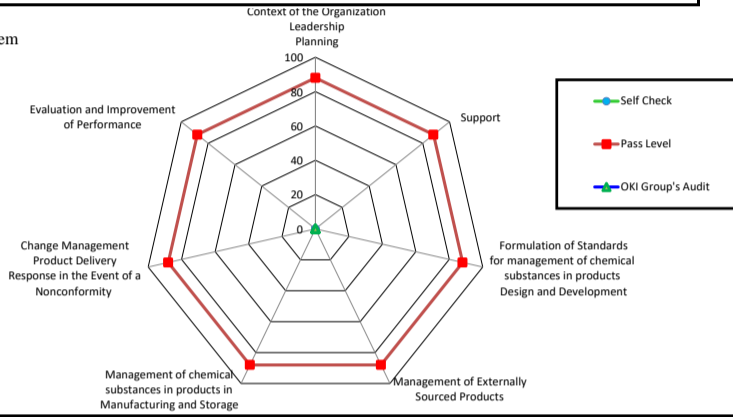 Context of the Organization
Leadership
Planning
em
100
80
60
40
20
0
Evaluation and Improvement
of Performance
Support
Self Check
Pass Level
OKI Group's Audit
Change Management
Product Delivery
Response in the Event of a
Nonconformity
Formulation of Standards
for management of chemical
substances in products
Design and Development
Management of chemical
substances in products in
Manufacturing and Storage
Management of Externally
Sourced Products